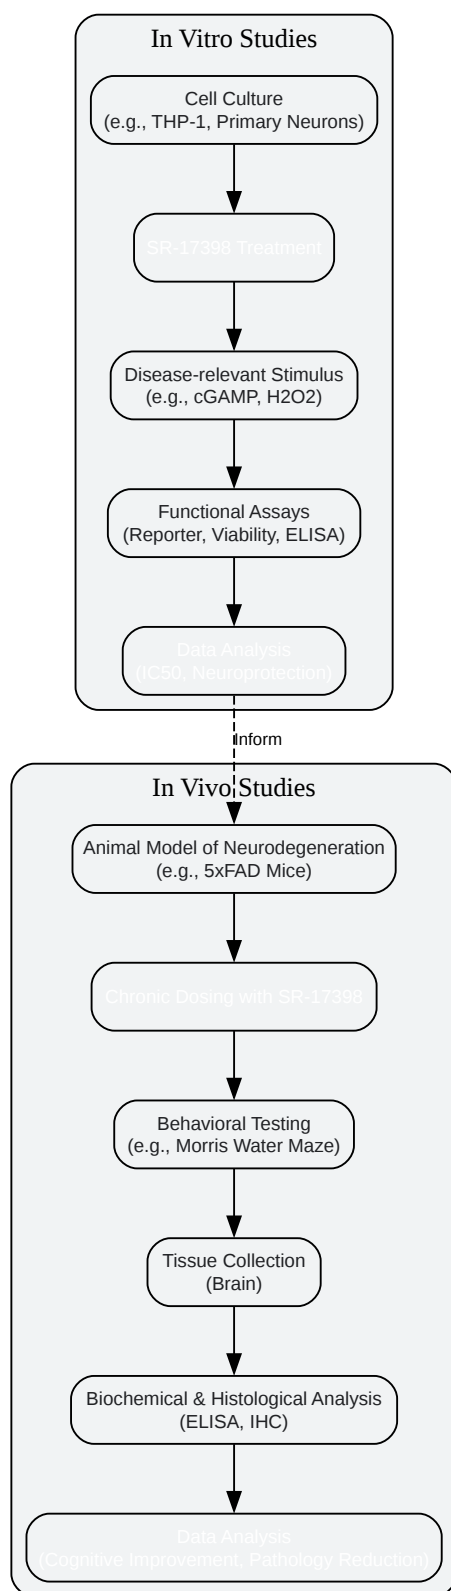 In Vitro Studies
Cell Culture
(e.g., THP-1, Primary Neurons)
SR-17398 Treatment
Disease-relevant Stimulus
(e.g., cGAMP, H2O2)
Functional Assays
(Reporter, Viability, ELISA)
Data Analysis
(IC50, Neuroprotection)
Inform
In Vivo Studies
Animal Model of Neurodegeneration
(e.g., 5xFAD Mice)
Chronic Dosing with SR-17398
Behavioral Testing
(e.g., Morris Water Maze)
Tissue Collection
(Brain)
Biochemical & Histological Analysis
(ELISA, IHC)
Data Analysis
(Cognitive Improvement, Pathology Reduction)